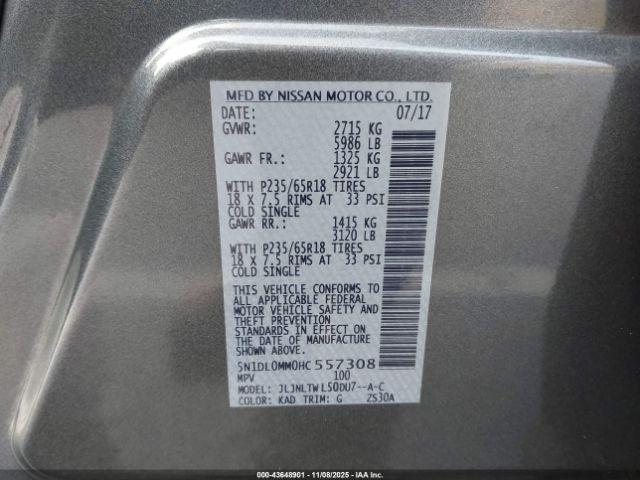 MFD BY NISSAN MOTOR CO., LTD.
DATE: 07/17
GVWR: 2715 KG
5986 LB
GAWR FR.: 1325 KG
2921 LB
WITH P235/65R18 TIRES
18 X 7.5 RIMS AT 33 PSI
COLD SINGLE
GAWR RR.: 1415 KG
3120 LB
WITH P235/65R18 TIRES
18 X 7.5 RIMS AT 33 PSI
COLD SINGLE
THIS VEHICLE CONFORMS TO
ALL APPLICABLE FEDERAL
MOTOR VEHICLE SAFETY AND
THEFT PREVENTION
STANDARDS IN EFFECT ON
THE DATE OF MANUFACTURE
SHOWN ABOVE.
5N1DL0MM0HC557308
MPV 100
MODEL: JLJNLTWL50DU7--A-C
COLOR: KAD TRIM: G ZS30A
000-43648901 - 11/08/2025 - IAA Inc.